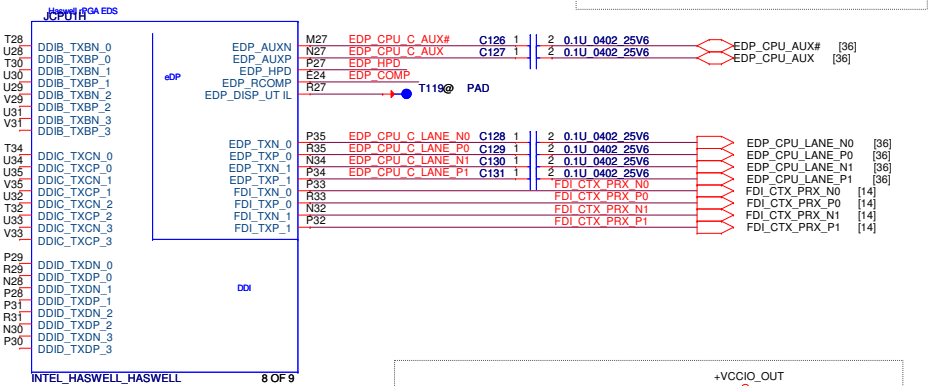 Haswell rPGA EDS
JCPU1H
T28 DDIB_TXBN_0
U28 DDIB_TXBP_0
T30 DDIB_TXBN_1
U30 DDIB_TXBP_1
U29 DDIB_TXBN_2
V29 DDIB_TXBP_2
U31 DDIB_TXBN_3
V31 DDIB_TXBP_3
T34 DDIC_TXCN_0
U34 DDIC_TXCP_0
U35 DDIC_TXCN_1
V35 DDIC_TXCP_1
U32 DDIC_TXCN_2
T32 DDIC_TXCP_2
U33 DDIC_TXCN_3
V33 DDIC_TXCP_3
P29 DDID_TXDN_0
R29 DDID_TXDP_0
N28 DDID_TXDN_1
P28 DDID_TXDP_1
P31 DDID_TXDN_2
R31 DDID_TXDP_2
N30 DDID_TXDN_3
P30 DDID_TXDP_3
eDP
DDI
EDP_AUXN M27 EDP_CPU_C_AUX# C126 1 2 0.1U_0402_25V6 EDP_CPU_AUX# [36]
EDP_AUXP N27 EDP_CPU_C_AUX C127 1 2 0.1U_0402_25V6 EDP_CPU_AUX [36]
EDP_HPD P27 EDP_HPD
EDP_RCOMP E24 EDP_COMP
EDP_DISP_UTIL R27 T119@ PAD
EDP_TXN_0 P35 EDP_CPU_C_LANE_N0 C128 1 2 0.1U_0402_25V6 EDP_CPU_LANE_N0 [36]
EDP_TXP_0 R35 EDP_CPU_C_LANE_P0 C129 1 2 0.1U_0402_25V6 EDP_CPU_LANE_P0 [36]
EDP_TXN_1 N34 EDP_CPU_C_LANE_N1 C130 1 2 0.1U_0402_25V6 EDP_CPU_LANE_N1 [36]
EDP_TXP_1 P34 EDP_CPU_C_LANE_P1 C131 1 2 0.1U_0402_25V6 EDP_CPU_LANE_P1 [36]
FDI_TXN_0 P33 FDI_CTX_PRX_N0 FDI_CTX_PRX_N0 [14]
FDI_TXP_0 R33 FDI_CTX_PRX_P0 FDI_CTX_PRX_P0 [14]
FDI_TXN_1 N32 FDI_CTX_PRX_N1 FDI_CTX_PRX_N1 [14]
FDI_TXP_1 P32 FDI_CTX_PRX_P1 FDI_CTX_PRX_P1 [14]
INTEL_HASWELL_HASWELL 8 OF 9
+VCCIO_OUT